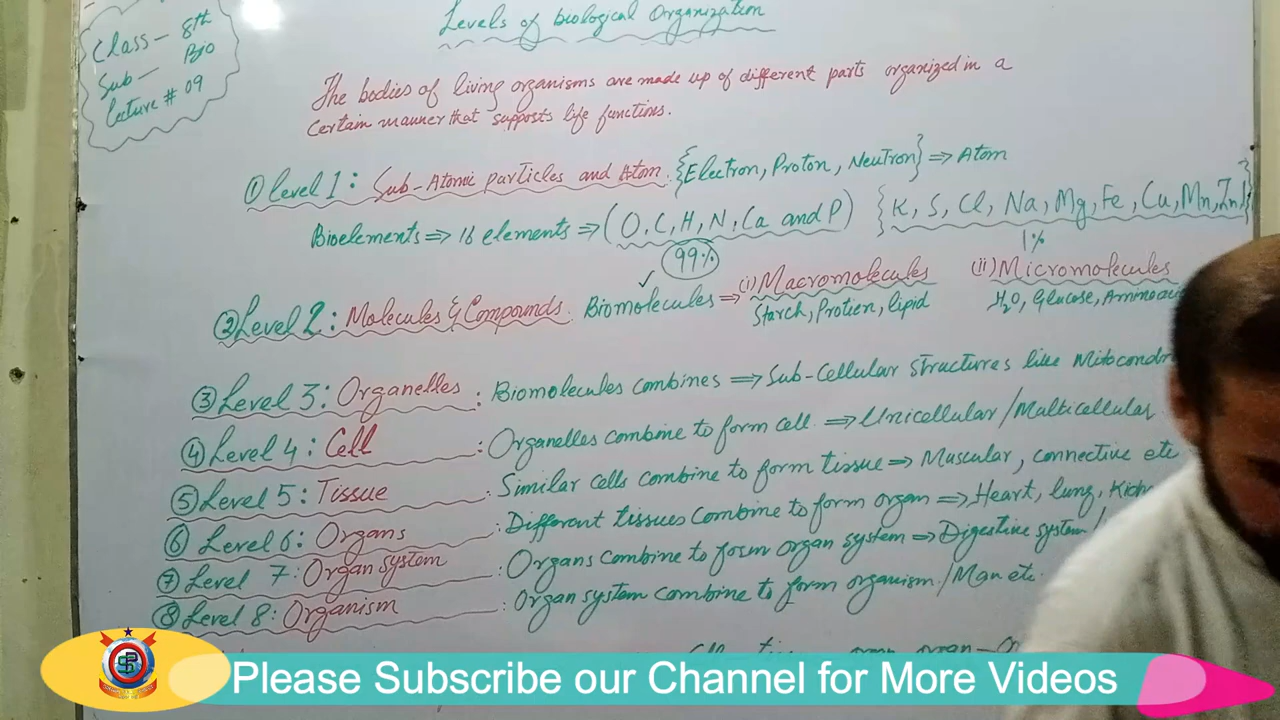 Class - 8th
Sub - Bio
Lecture # 09
Levels of biological Organization
The bodies of living organisms are made up of different parts organized in a
Certain manner that supposts life functions.
① Level 1: Sub-Atomic particles and Atom. {Electron, Proton, Neutron} ⇒ Atom
Bioelements ⇒ 16 elements ⇒ (O, C, H, N, Ca and P) {K, S, Cl, Na, Mg, Fe, Cu, Mn, Zn}
99% 1%
② Level 2: Molecules & Compounds. Biomolecules ⇒ (i) Macromolecules (ii) Micromolecules
Starch, Protien, lipid H₂O, Glucose, Amino
③ Level 3: Organelles : Biomolecules combines ⇒ Sub-Cellular structures like Mitocondr
④ Level 4: Cell : Organelles combine to form cell. ⇒ Unicellular / Malticellular
⑤ Level 5: Tissue : Similar cells combine to form tissue ⇒ Muscular, connective etc
⑥ Level 6: Organs : Different tissues combine to form organ ⇒ Heart, lung, Kidn
⑦ Level 7: Organ system : Organs combine to form organ system ⇒ Digestive system /
⑧ Level 8: Organism : Organ system combine to form organism. / Man etc.
Please Subscribe our Channel for More Videos